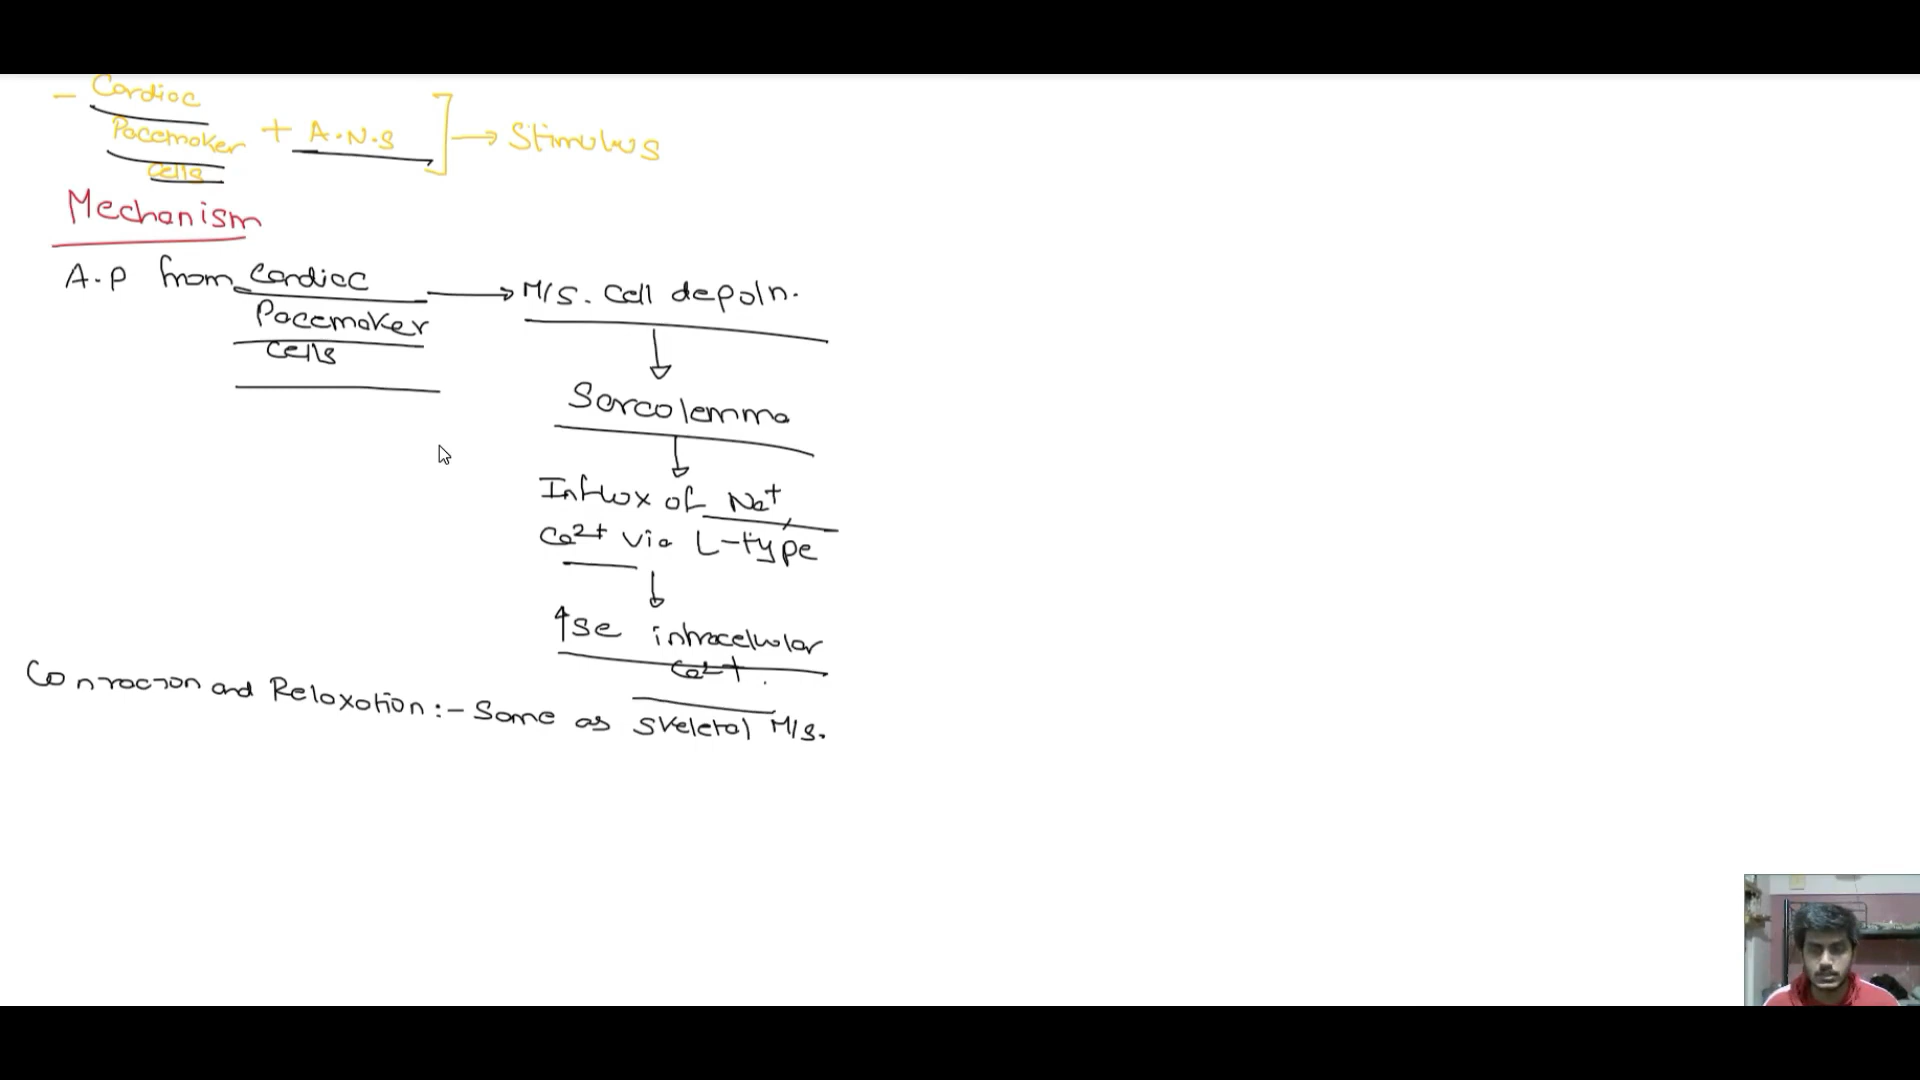 - Cardiac
Pacemaker + A.N.S ] → Stimulus
cells
Mechanism
A.P from Cardiac → M/S. Cell depoln.
Pacemaker
cells
↓
Sarcolemma
↓
Influx of Na+,
Ca2+ via L-type
↓
↑se intracelular
Ca2+.
Contraction and Relaxation :- Same as skeletal M/S.